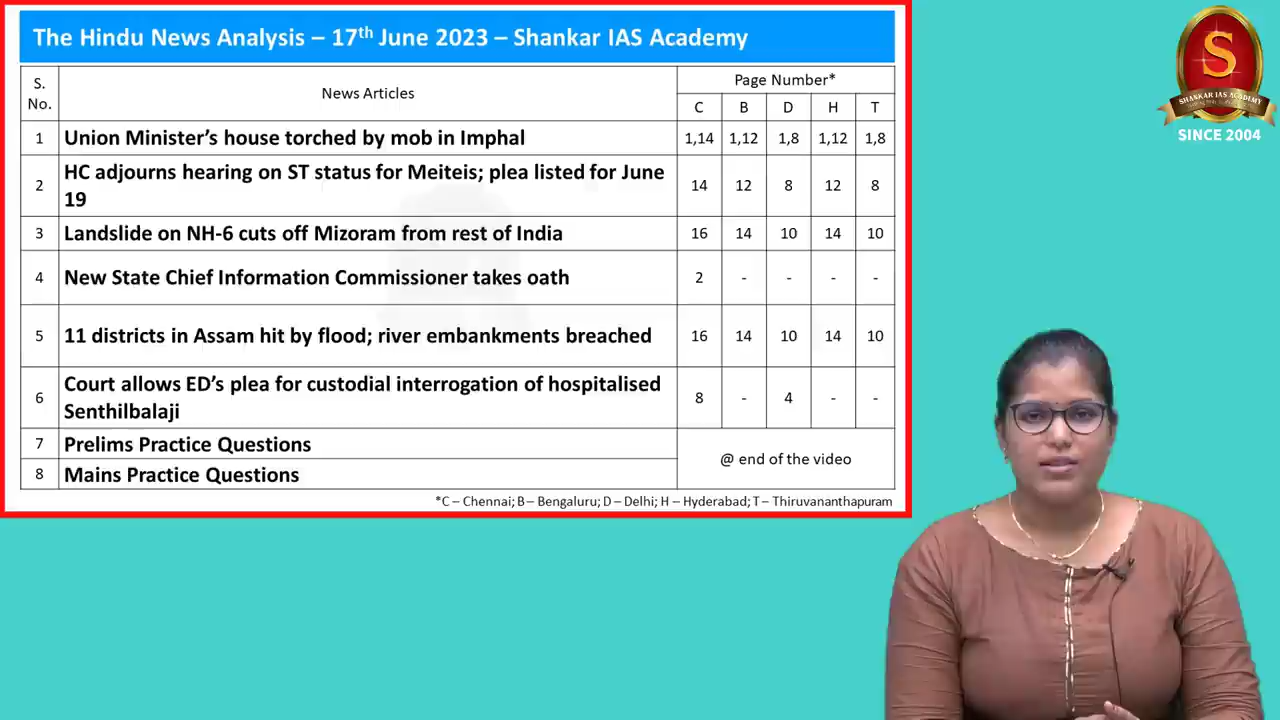 The Hindu News Analysis – 17th June 2023 – Shankar IAS Academy
S. No. News Articles Page Number*
C B D H T
1 Union Minister's house torched by mob in Imphal 1,14 1,12 1,8 1,12 1,8
2 HC adjourns hearing on ST status for Meiteis; plea listed for June
19 14 12 8 12 8
3 Landslide on NH-6 cuts off Mizoram from rest of India 16 14 10 14 10
4 New State Chief Information Commissioner takes oath 2 - - - -
5 11 districts in Assam hit by flood; river embankments breached 16 14 10 14 10
6 Court allows ED's plea for custodial interrogation of hospitalised
Senthilbalaji 8 - 4 - -
7 Prelims Practice Questions
8 Mains Practice Questions
@ end of the video
*C – Chennai; B – Bengaluru; D – Delhi; H – Hyderabad; T – Thiruvananthapuram
S
SHANKAR IAS ACADEMY
SINCE 2004